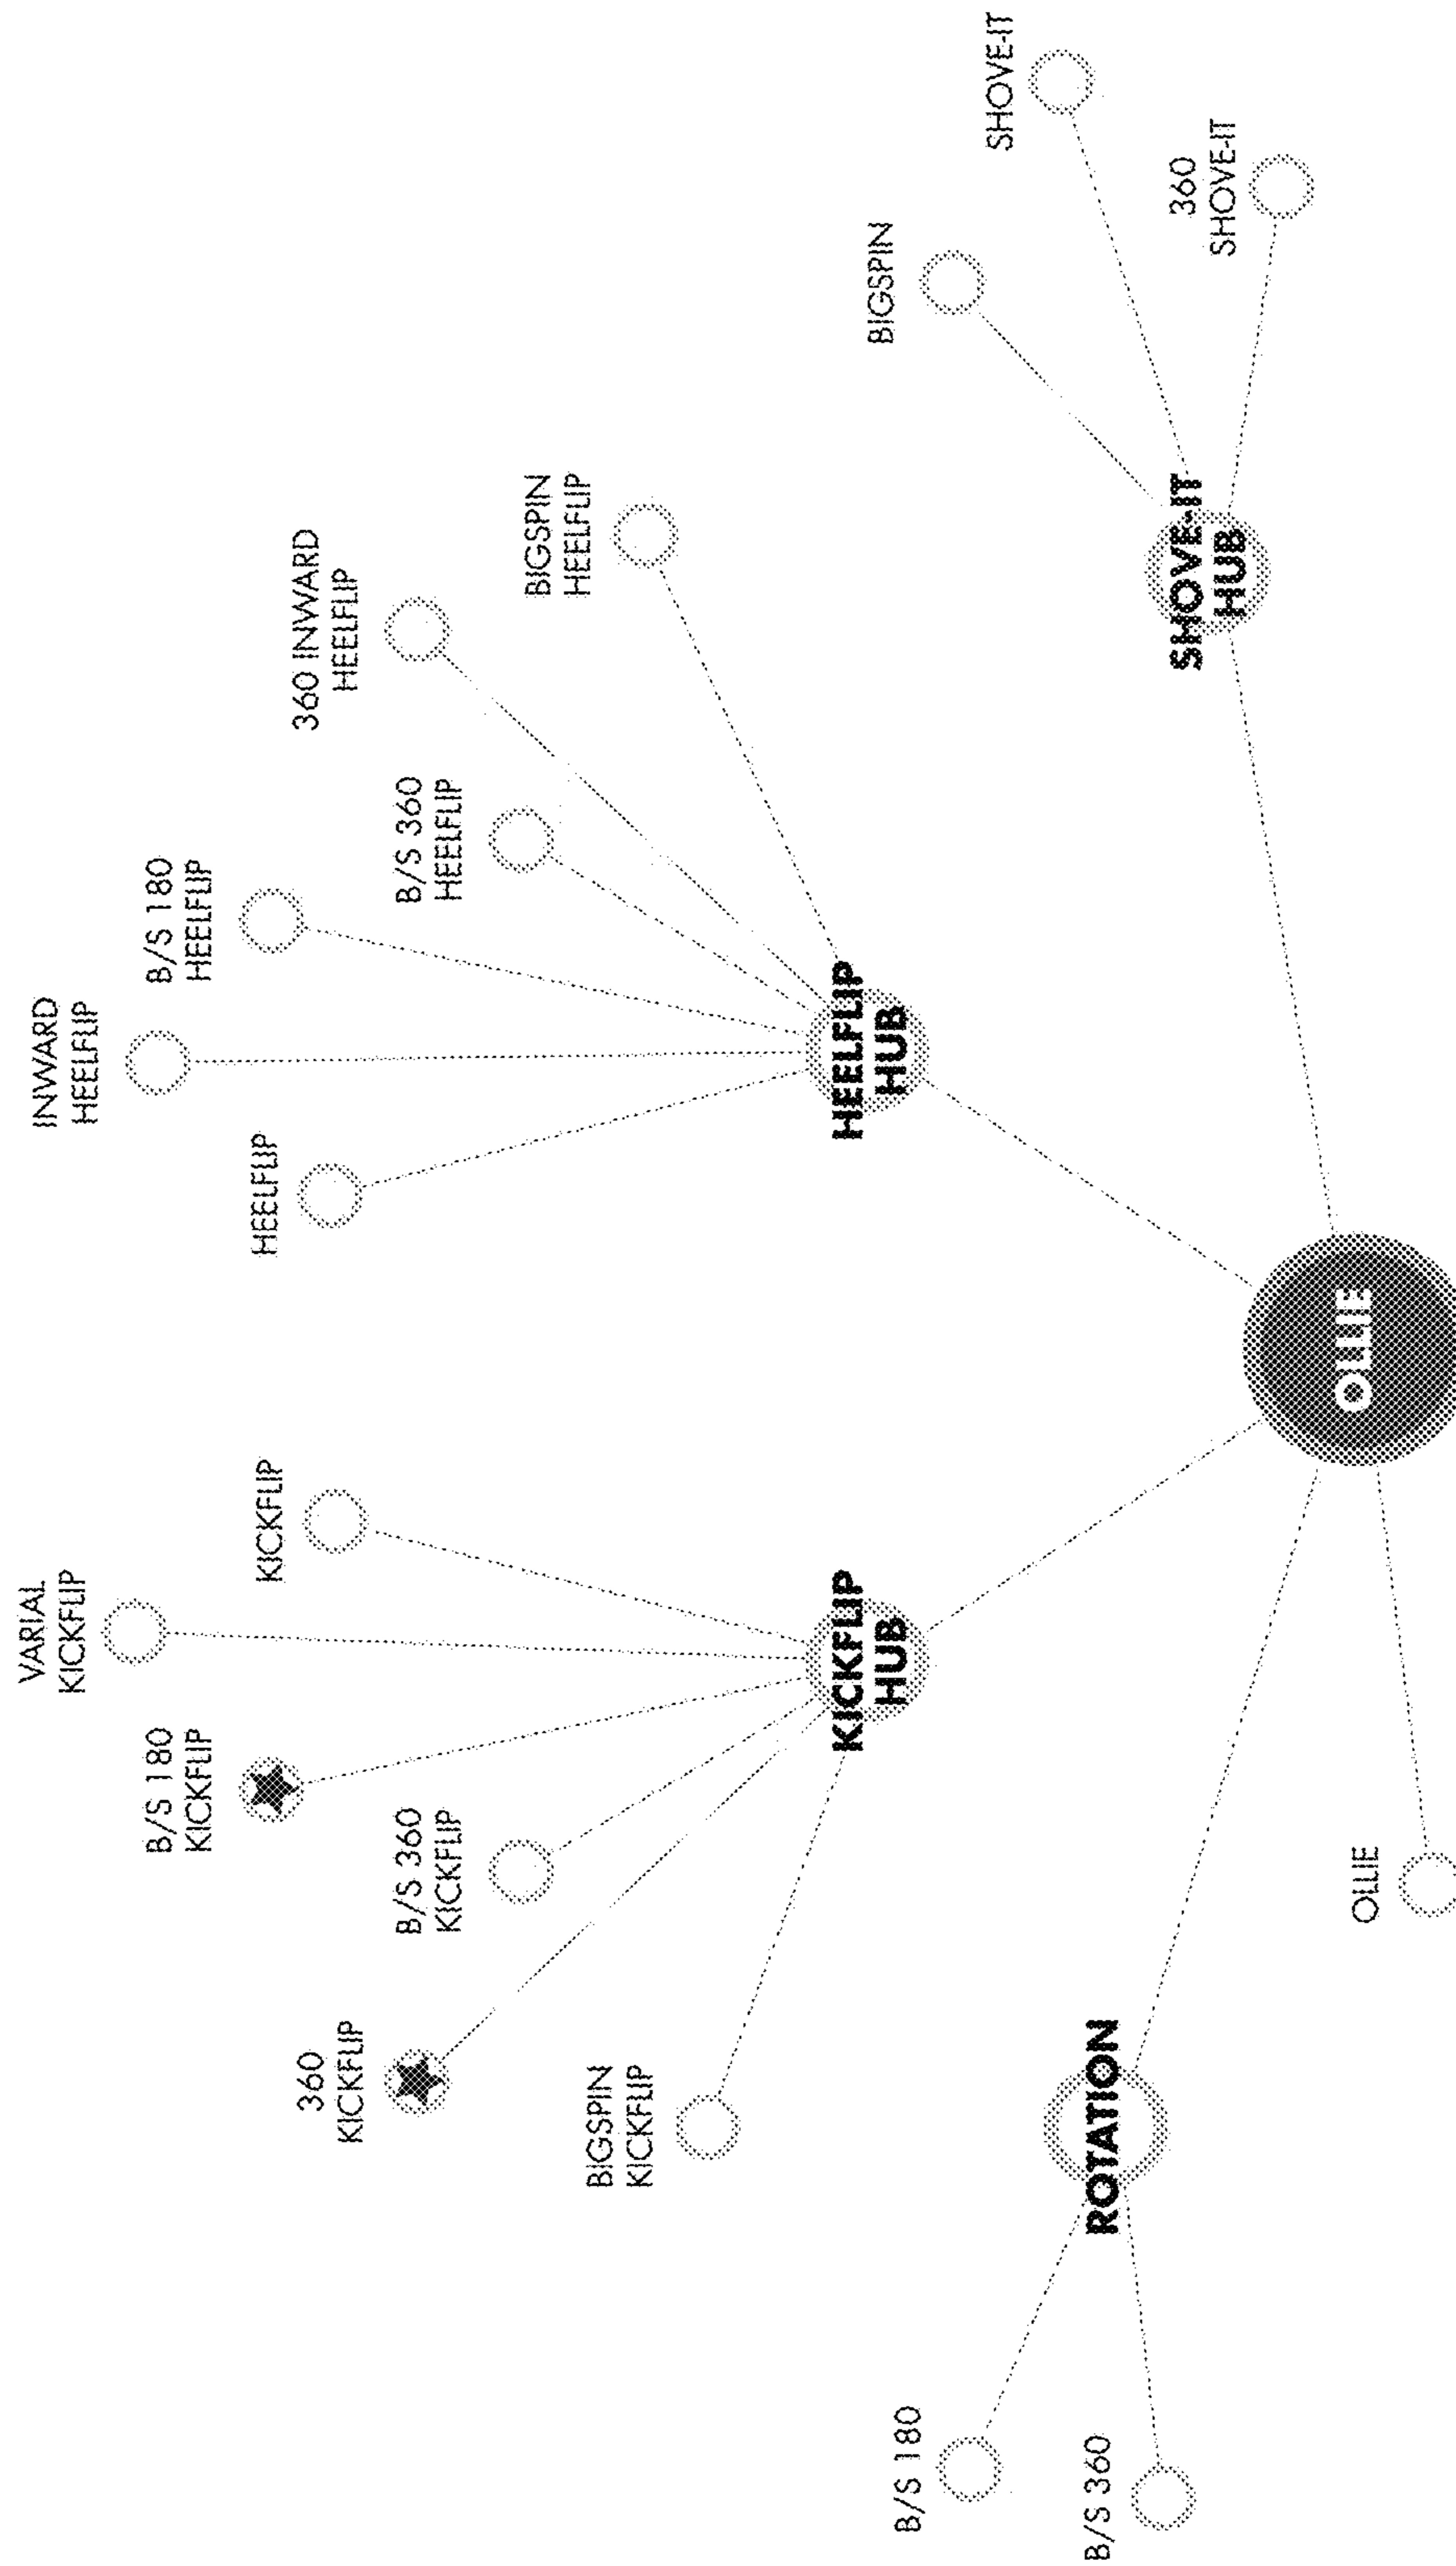 VARIAL
KICKFLIP
INWARD
HEELFLIP
B/S 180
KICKFLIP
KICKFLIP
HEELFLIP
B/S 180
HEELFLIP
360
KICKFLIP
360 INWARD
HEELFLIP
B/S 360
KICKFLIP
B/S 360
HEELFLIP
BIGSPIN
KICKFLIP
BIGSPIN
HEELFLIP
KICKFLIP
HUB
HEELFLIP
HUB
B/S 180
BIGSPIN
SHOVE-IT
B/S 360
ROTATION
SHOVE-IT
HUB
360
SHOVE-IT
OLLIE
OLLIE